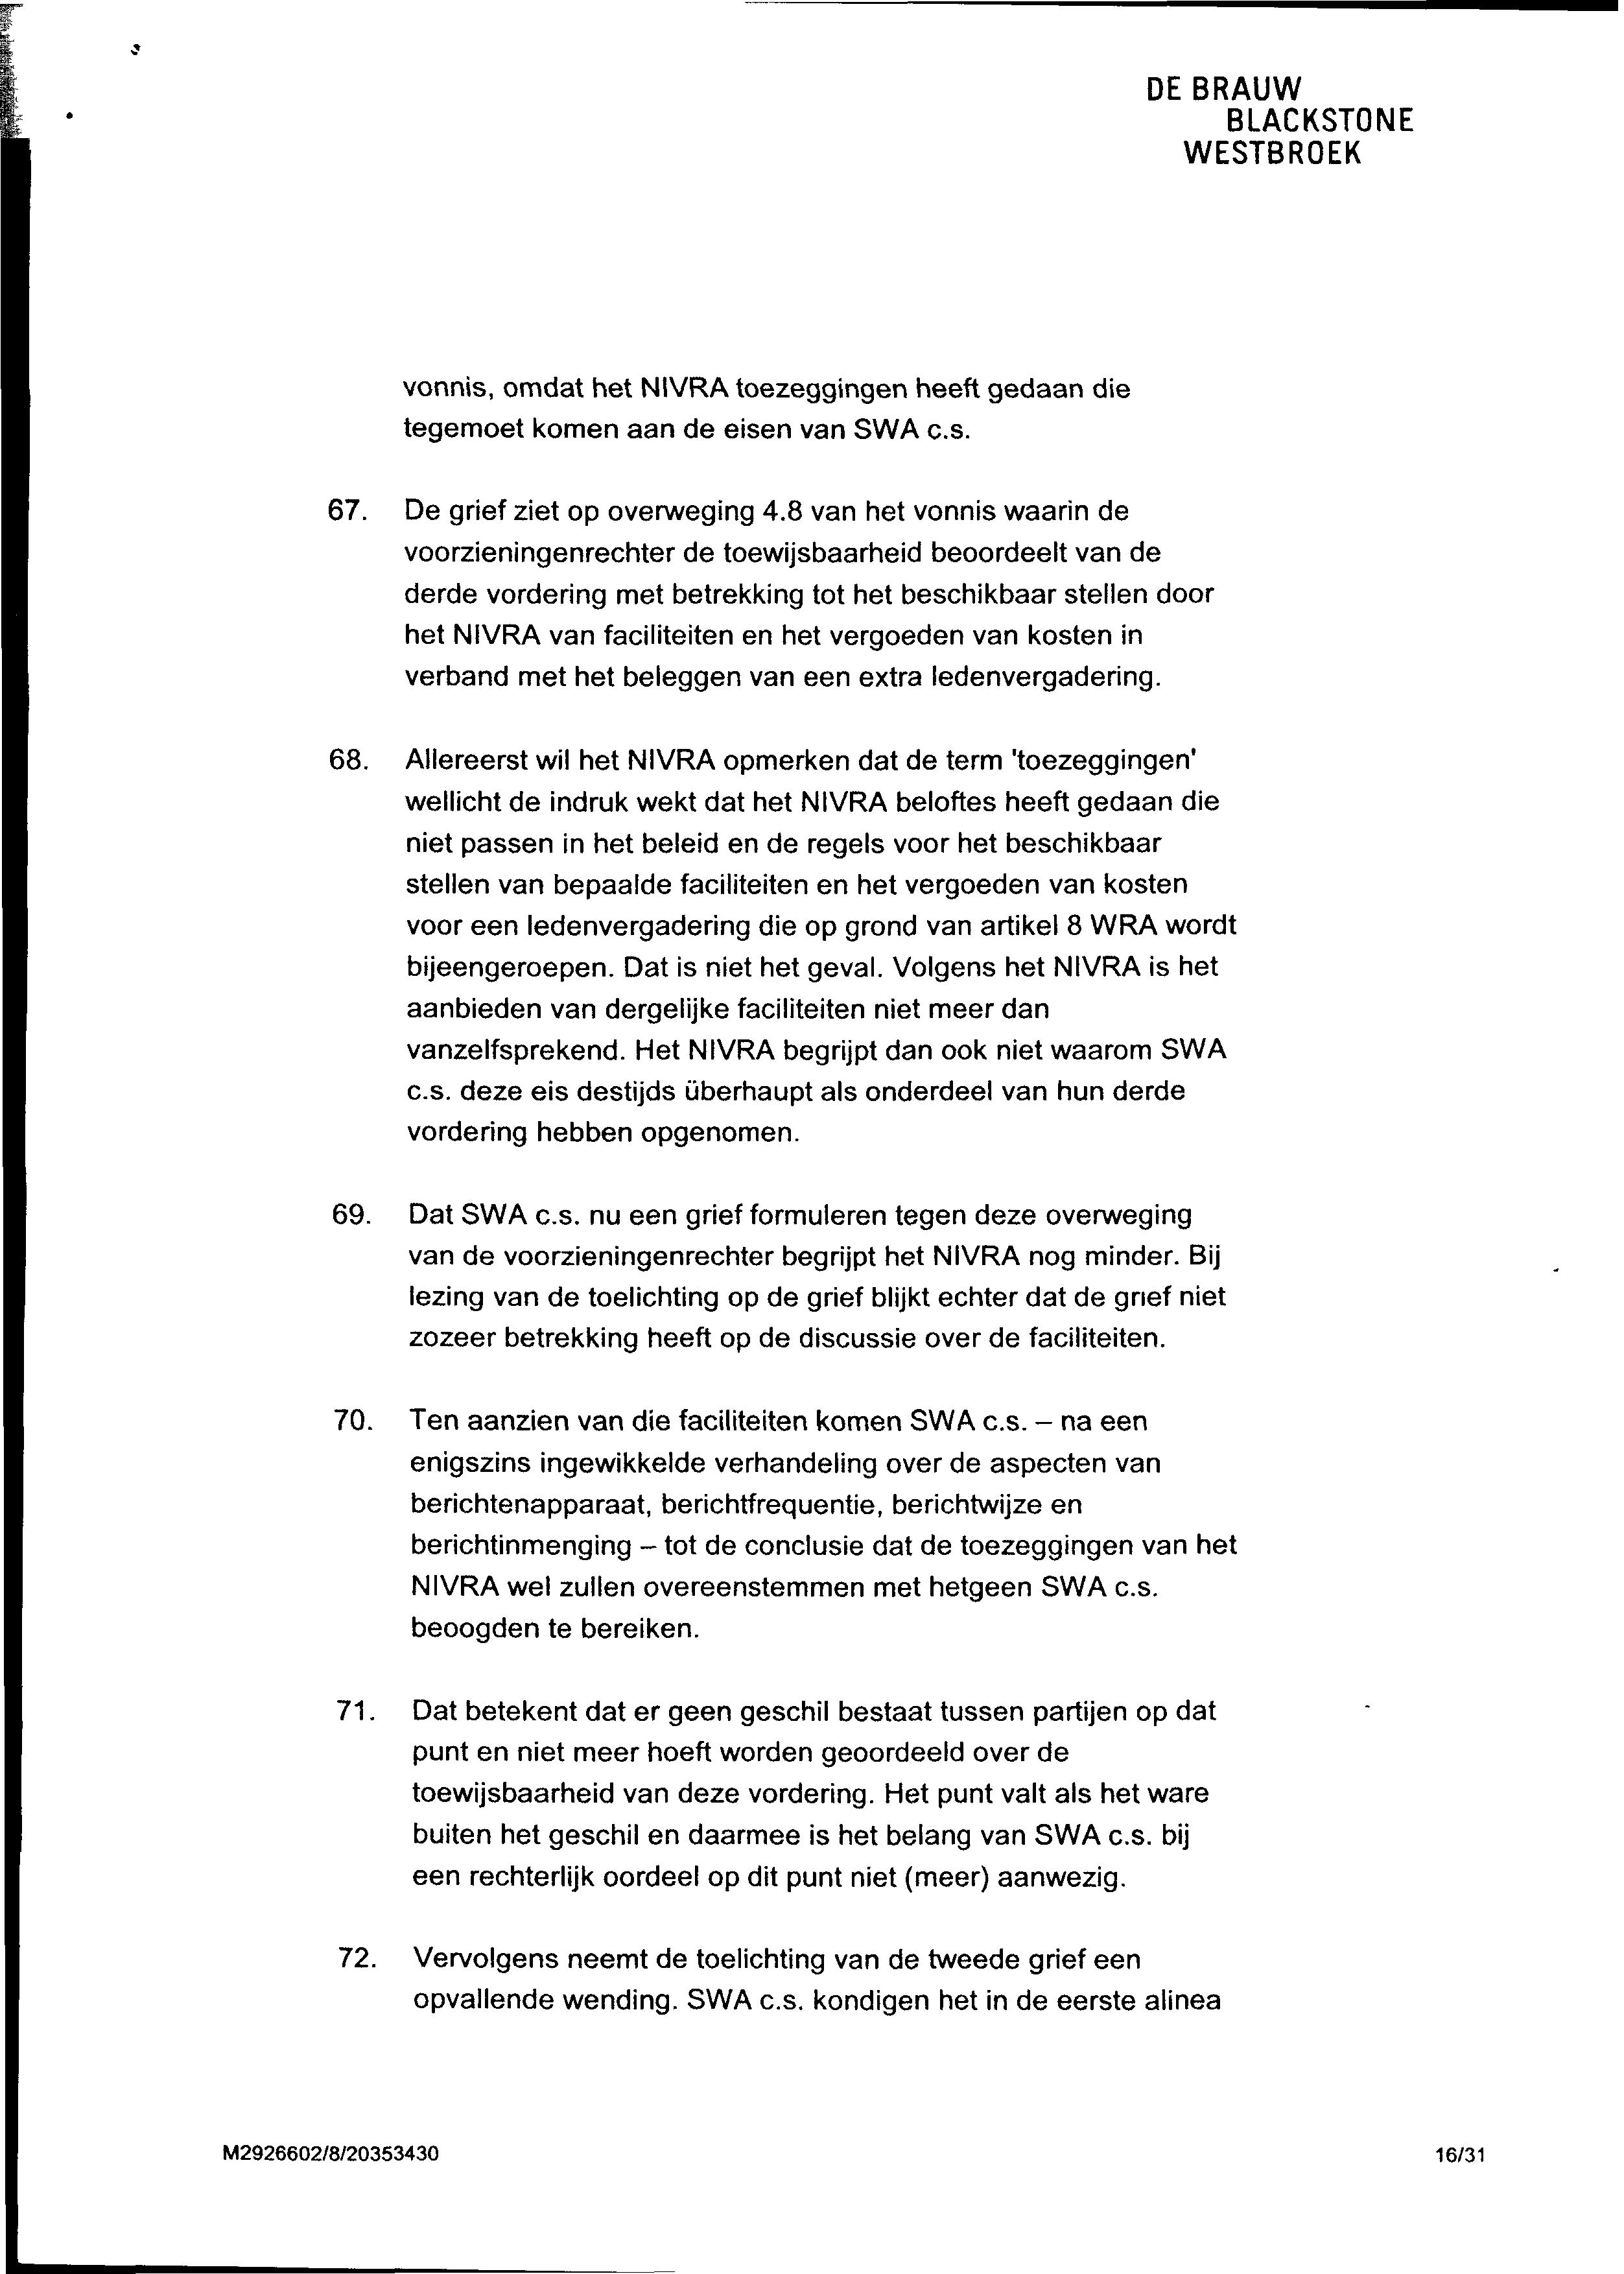 DE BRAUW
BLACKSTONE
WESTBROEK
vonnis, omdat het NIVRA toezeggingen heeft gedaan die
tegemoet komen aan de eisen van SWA c.s.
67. De grief ziet op overweging 4.8 van het vonnis waarin de
voorzieningenrechter de toewijsbaarheid beoordeelt van de
derde vordering met betrekking tot het beschikbaar stellen door
het NIVRA van faciliteiten en het vergoeden van kosten in
verband met het beleggen van een extra ledenvergadering.
68. Allereerst wil het NIVRA opmerken dat de term 'toezeggingen'
wellicht de indruk wekt dat het NIVRA beloftes heeft gedaan die
niet passen in het beleid en de regels voor het beschikbaar
stellen van bepaalde faciliteiten en het vergoeden van kosten
voor een ledenvergadering die op grond van artikel 8 WRA wordt
bijeengeroepen. Dat is niet het geval. Volgens het NIVRA is het
aanbieden van dergelijke faciliteiten niet meer dan
vanzelfsprekend. Het NIVRA begrijpt dan ook niet waarom SWA
c.s. deze eis destijds überhaupt als onderdeel van hun derde
vordering hebben opgenomen.
69. Dat SWA c.s. nu een grief formuleren tegen deze overweging
van de voorzieningenrechter begrijpt het NIVRA nog minder. Bij
lezing van de toelichting op de grief blijkt echter dat de grief niet
zozeer betrekking heeft op de discussie over de faciliteiten.
70. Ten aanzien van die faciliteiten komen SWA c.s. – na een
enigszins ingewikkelde verhandeling over de aspecten van
berichtenapparaat, berichtfrequentie, berichtwijze en
berichtinmenging – tot de conclusie dat de toezeggingen van het
NIVRA wel zullen overeenstemmen met hetgeen SWA c.s.
beoogden te bereiken.
71. Dat betekent dat er geen geschil bestaat tussen partijen op dat
punt en niet meer hoeft worden geoordeeld over de
toewijsbaarheid van deze vordering. Het punt valt als het ware
buiten het geschil en daarmee is het belang van SWA c.s. bij
een rechterlijk oordeel op dit punt niet (meer) aanwezig.
72. Vervolgens neemt de toelichting van de tweede grief een
opvallende wending. SWA c.s. kondigen het in de eerste alinea
M2926602/8/20353430
16/31